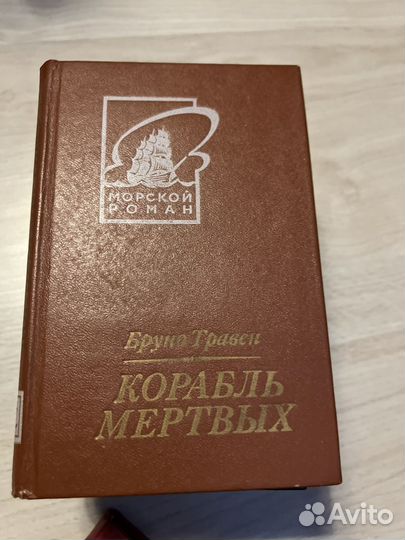 МОРСКОЙ
РОМАН
Бруно Травен
КОРАБЛЬ
МЕРТВЫХ
Avito